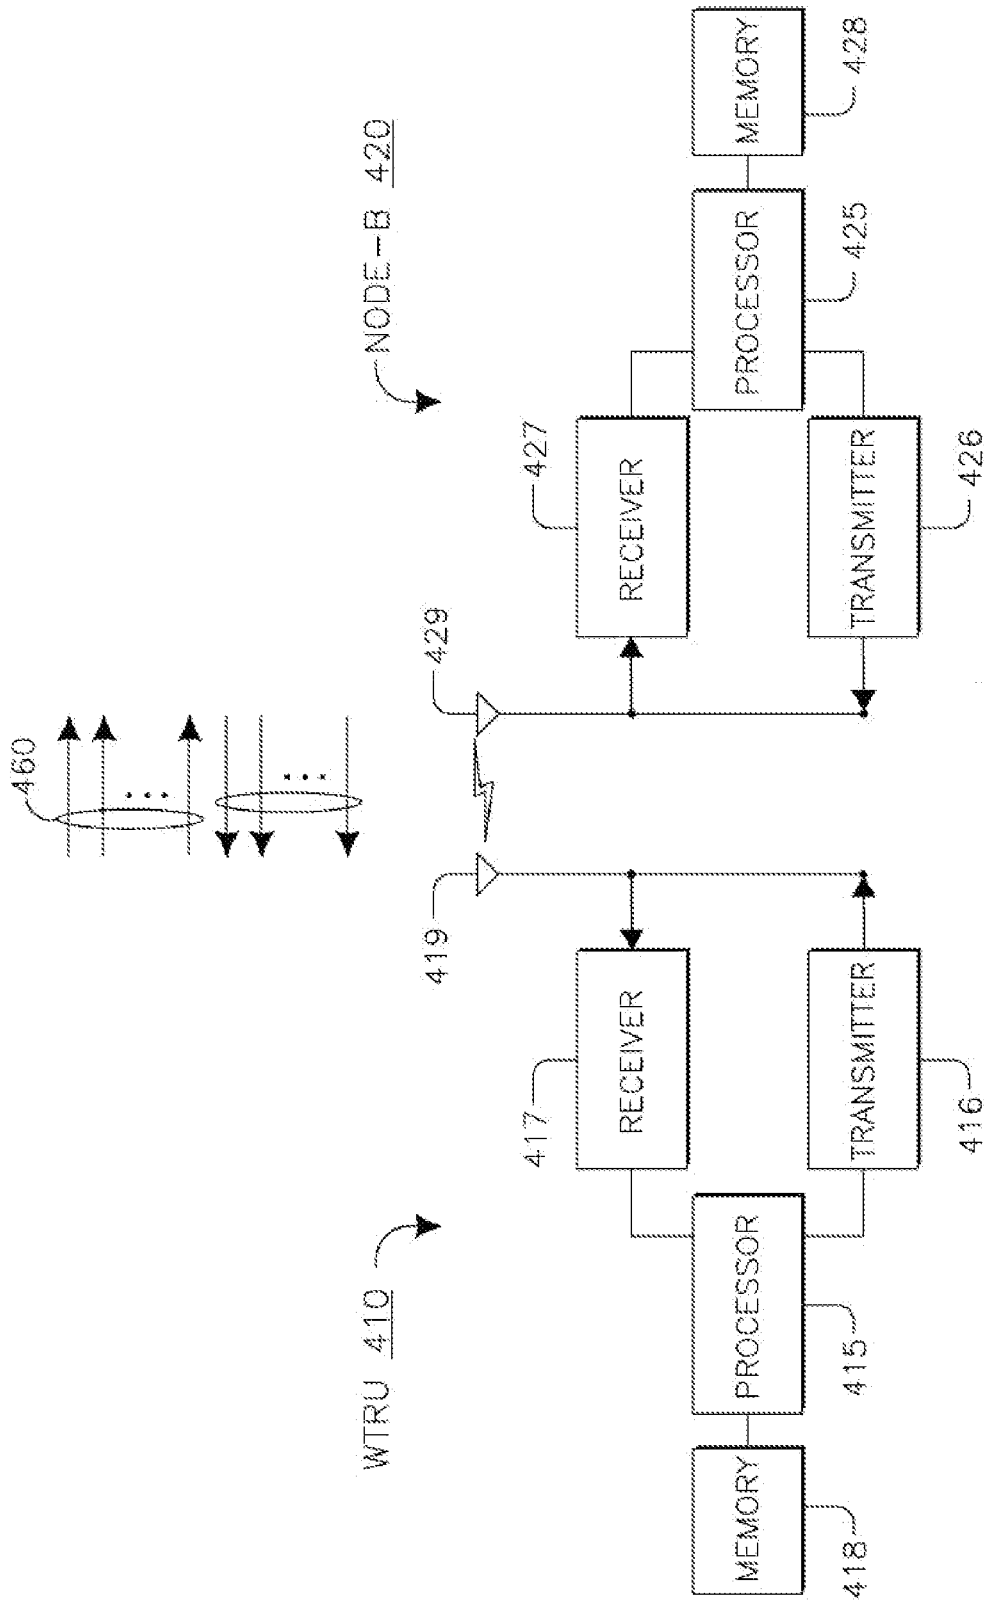 460
419
429
WTRU 410
NODE-B 420
417
427
RECEIVER
RECEIVER
MEMORY
PROCESSOR
PROCESSOR
MEMORY
418
415
425
428
TRANSMITTER
TRANSMITTER
416
426